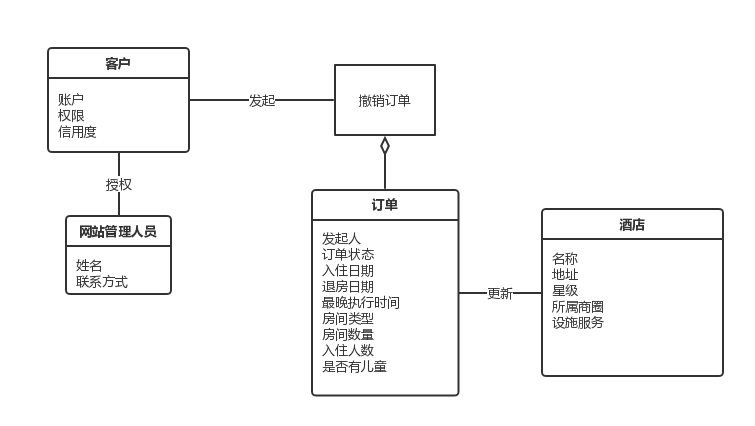 客户
账户
权限
信用度
发起
撤销订单
授权
网站管理人员
姓名
联系方式
订单
发起人
订单状态
入住日期
退房日期
最晚执行时间
房间类型
房间数量
入住人数
是否有儿童
更新
酒店
名称
地址
星级
所属商圈
设施服务